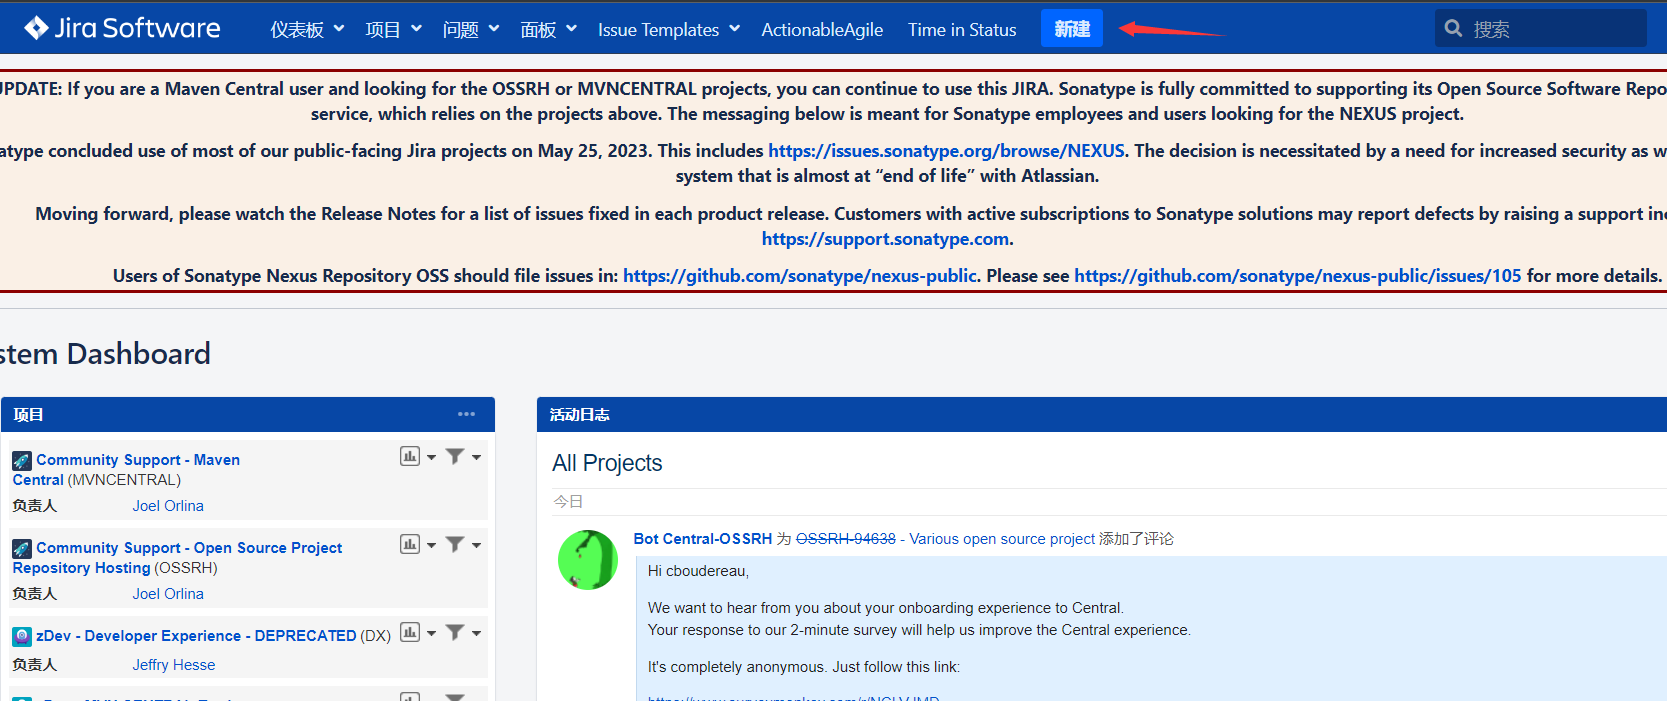 Jira Software 仪表板 项目 问题 面板 Issue Templates ActionableAgile Time in Status 新建 搜索
UPDATE: If you are a Maven Central user and looking for the OSSRH or MVNCENTRAL projects, you can continue to use this JIRA. Sonatype is fully committed to supporting its Open Source Software Repo
service, which relies on the projects above. The messaging below is meant for Sonatype employees and users looking for the NEXUS project.
atype concluded use of most of our public-facing Jira projects on May 25, 2023. This includes https://issues.sonatype.org/browse/NEXUS. The decision is necessitated by a need for increased security as w
system that is almost at “end of life” with Atlassian.
Moving forward, please watch the Release Notes for a list of issues fixed in each product release. Customers with active subscriptions to Sonatype solutions may report defects by raising a support inc
https://support.sonatype.com.
Users of Sonatype Nexus Repository OSS should file issues in: https://github.com/sonatype/nexus-public. Please see https://github.com/sonatype/nexus-public/issues/105 for more details.
stem Dashboard
项目
Community Support - Maven
Central (MVNCENTRAL)
负责人 Joel Orlina
Community Support - Open Source Project
Repository Hosting (OSSRH)
负责人 Joel Orlina
zDev - Developer Experience - DEPRECATED (DX)
负责人 Jeffry Hesse
活动日志
All Projects
今日
Bot Central-OSSRH 为 OSSRH-94638 - Various open source project 添加了评论
Hi cboudereau,
We want to hear from you about your onboarding experience to Central.
Your response to our 2-minute survey will help us improve the Central experience.
It's completely anonymous. Just follow this link: